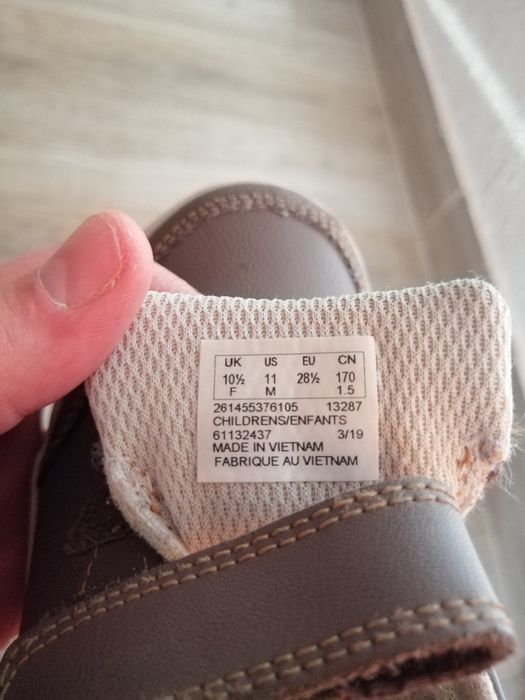 UK US EU CN
10½ 11 28½ 170
F M 1.5
261455376105 13287
CHILDRENS/ENFANTS
61132437 3/19
MADE IN VIETNAM
FABRIQUE AU VIETNAM